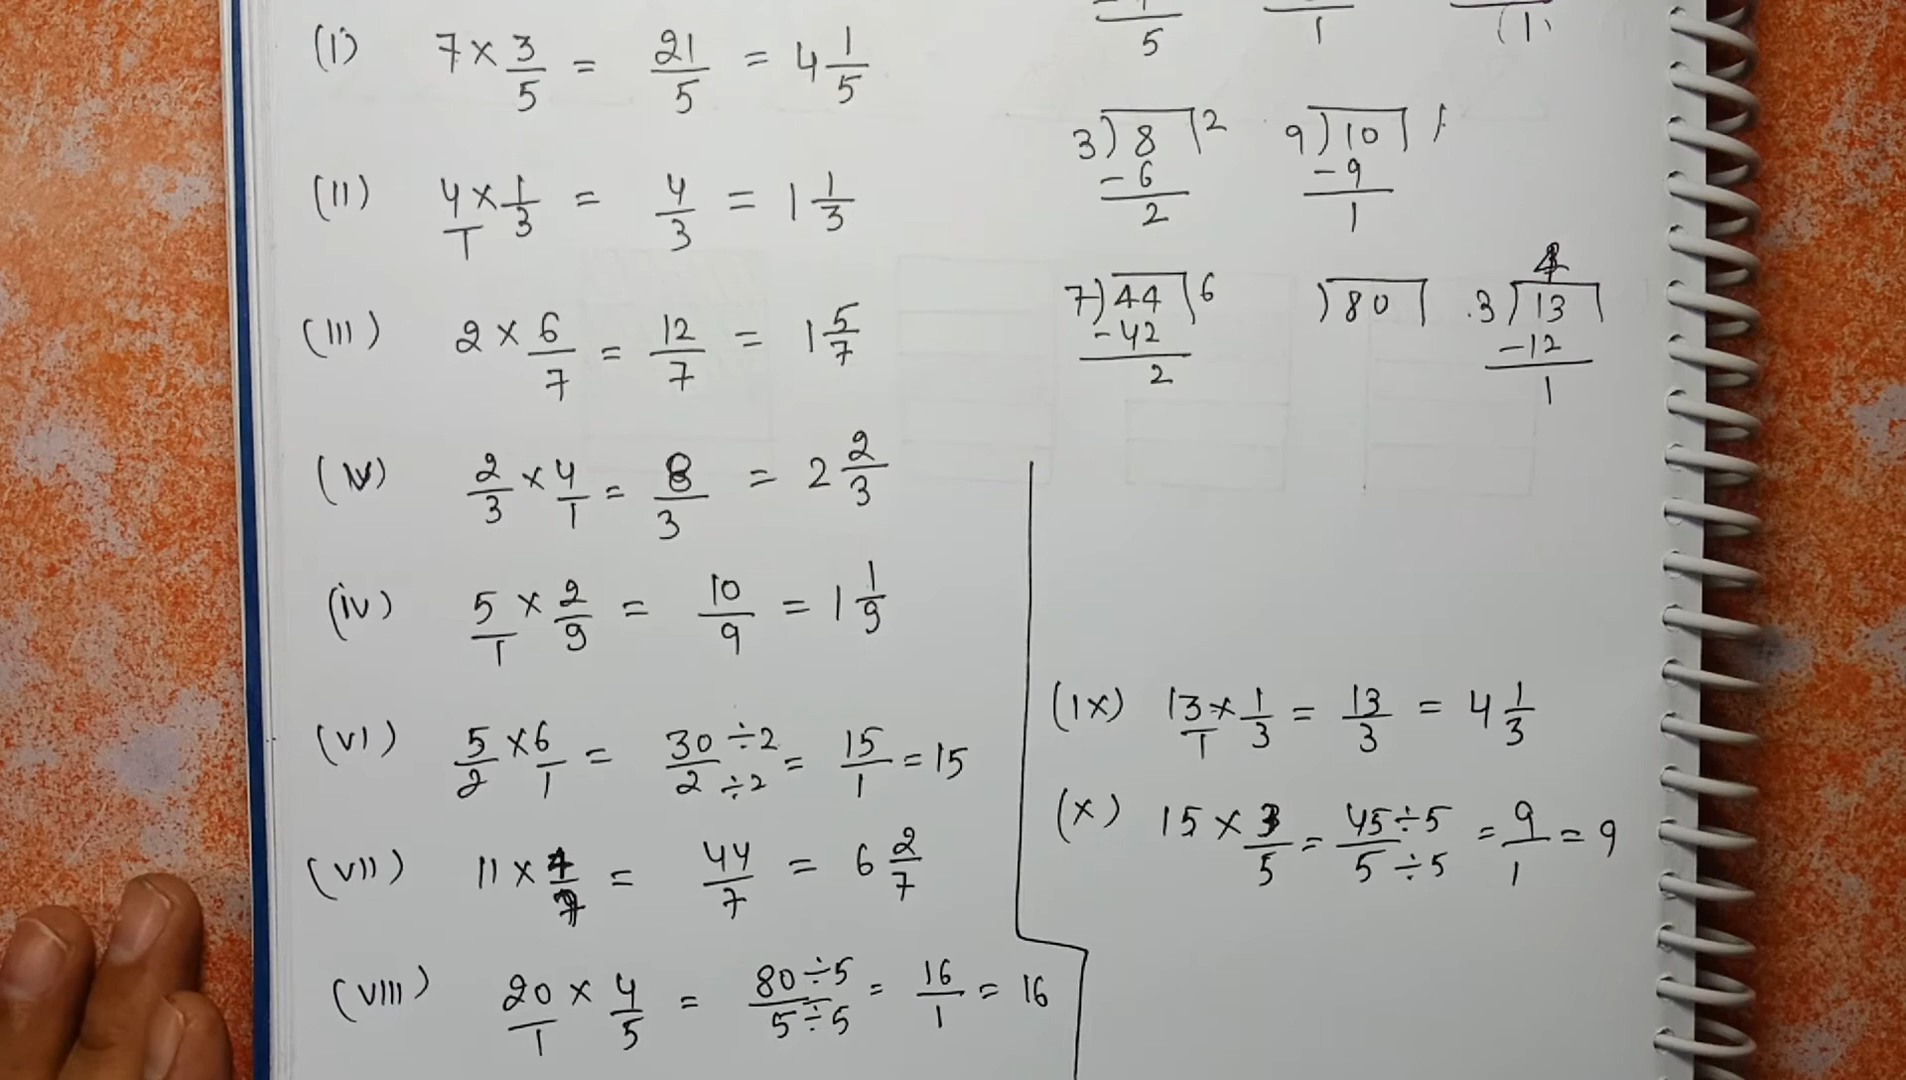 (I) 7 × 3/5 = 21/5 = 4 1/5
(II) 4/1 × 1/3 = 4/3 = 1 1/3
(III) 2 × 6/7 = 12/7 = 1 5/7
(IV) 2/3 × 4/1 = 8/3 = 2 2/3
(iv) 5/1 × 2/9 = 10/9 = 1 1/9
(VI) 5/2 × 6/1 = 30÷2/2÷2 = 15/1 = 15
(VII) 11 × 4/7 = 44/7 = 6 2/7
(VIII) 20/1 × 4/5 = 80÷5/5÷5 = 16/1 = 16
5 1 1
3)8(2 9)10(1
-6 -9
2 1
4
7)44(6 )80 3)13
-42 -12
2 1
(IX) 13/1 × 1/3 = 13/3 = 4 1/3
(X) 15 × 3/5 = 45÷5/5÷5 = 9/1 = 9